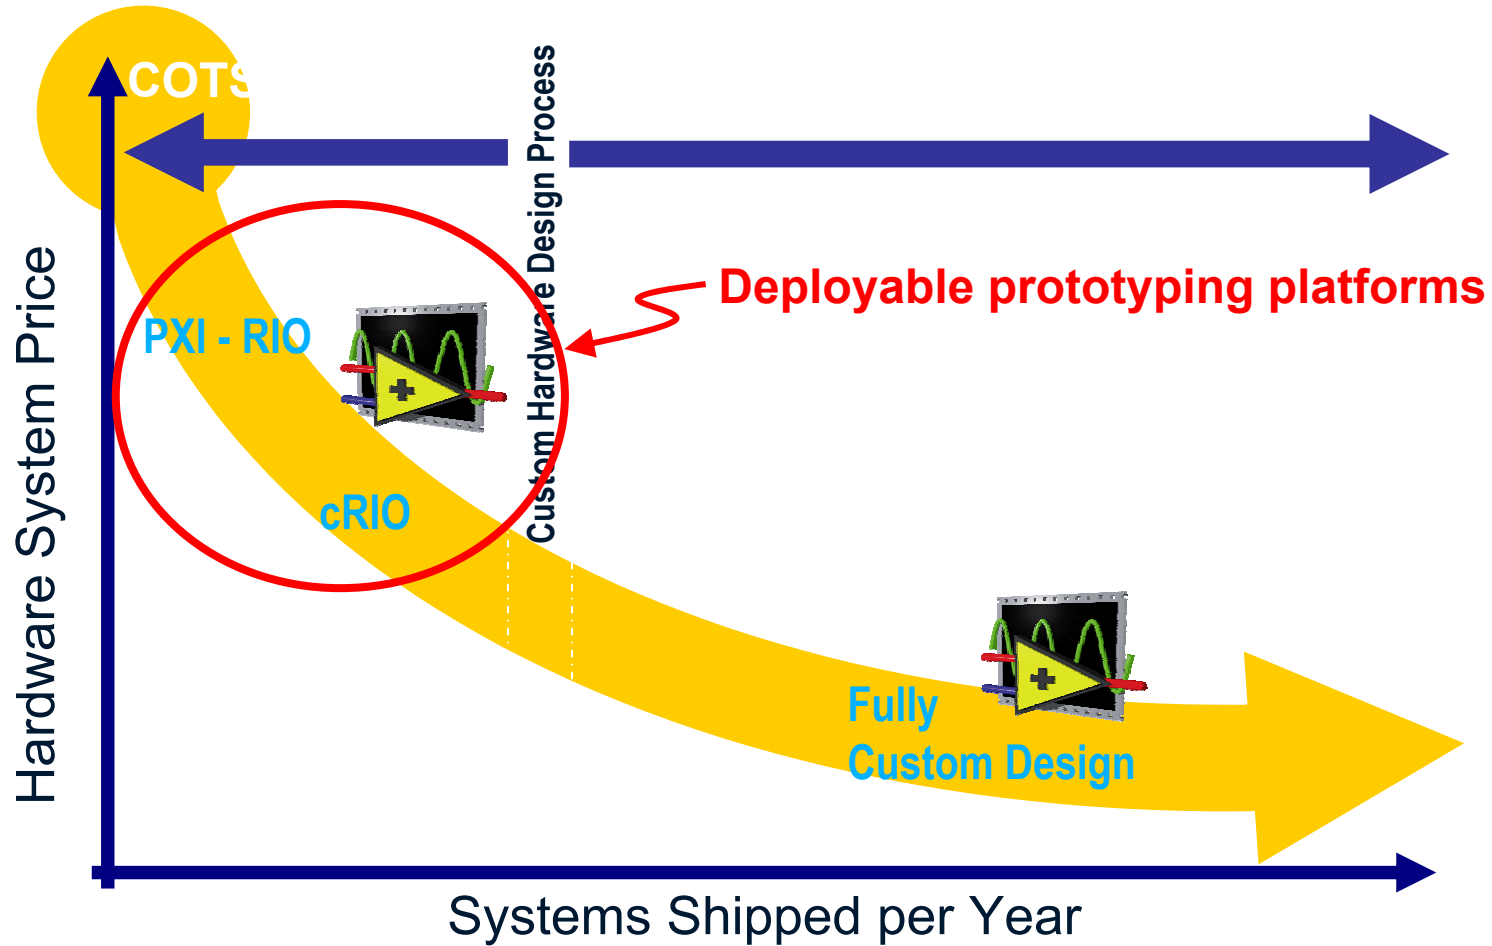 COTS
Custom Hardware Design Process
Deployable prototyping platforms
PXI - RIO
cRIO
Fully
Custom Design
Hardware System Price
Systems Shipped per Year